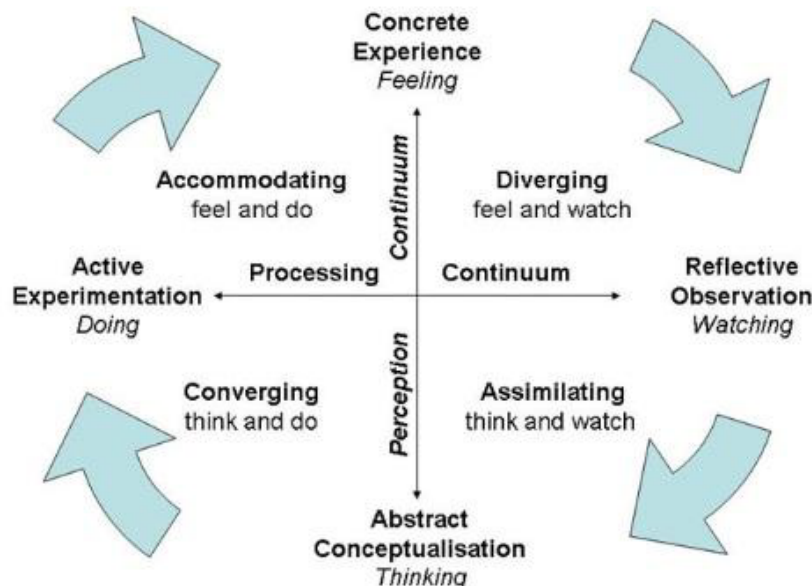 Concrete
Experience
Feeling
Continuum
Accommodating
feel and do
Diverging
feel and watch
Active
Experimentation
Doing
Processing
Continuum
Reflective
Observation
Watching
Perception
Converging
think and do
Assimilating
think and watch
Abstract
Conceptualisation
Thinking